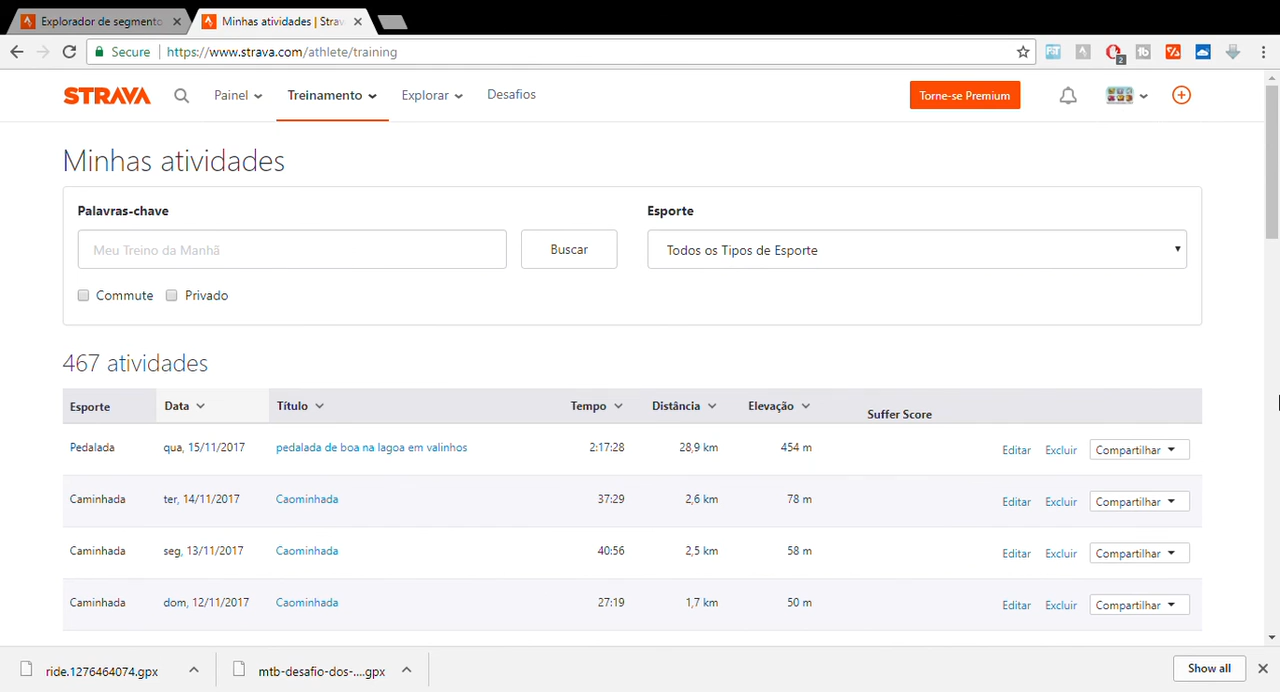 Explorador de segmento
Minhas atividades | Strav
Secure https://www.strava.com/athlete/training
2
STRAVA Painel Treinamento Explorar Desafios Torne-se Premium
Minhas atividades
Palavras-chave Esporte
Meu Treino da Manhã Buscar Todos os Tipos de Esporte
Commute Privado
467 atividades
Esporte Data Título Tempo Distância Elevação Suffer Score
Pedalada qua, 15/11/2017 pedalada de boa na lagoa em valinhos 2:17:28 28,9 km 454 m Editar Excluir Compartilhar
Caminhada ter, 14/11/2017 Caominhada 37:29 2,6 km 78 m Editar Excluir Compartilhar
Caminhada seg, 13/11/2017 Caominhada 40:56 2,5 km 58 m Editar Excluir Compartilhar
Caminhada dom, 12/11/2017 Caominhada 27:19 1,7 km 50 m Editar Excluir Compartilhar
ride.1276464074.gpx mtb-desafio-dos-....gpx Show all